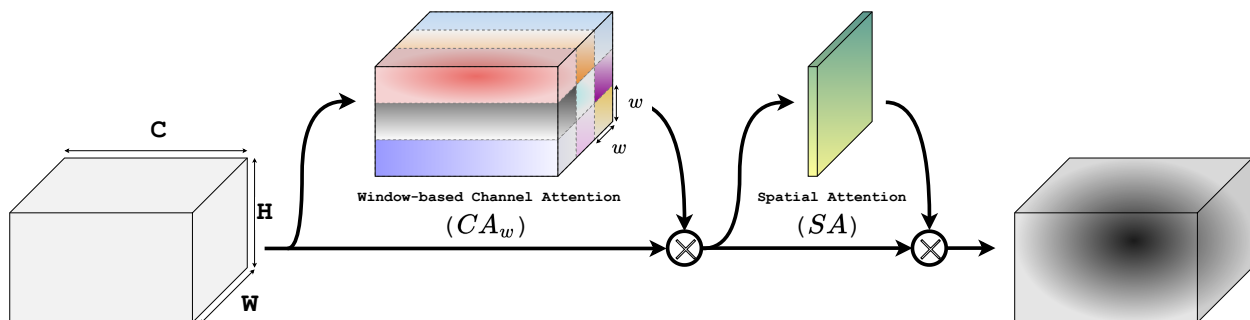 C
H
W
w
w
Window-based Channel Attention
(CA_w)
Spatial Attention
(SA)